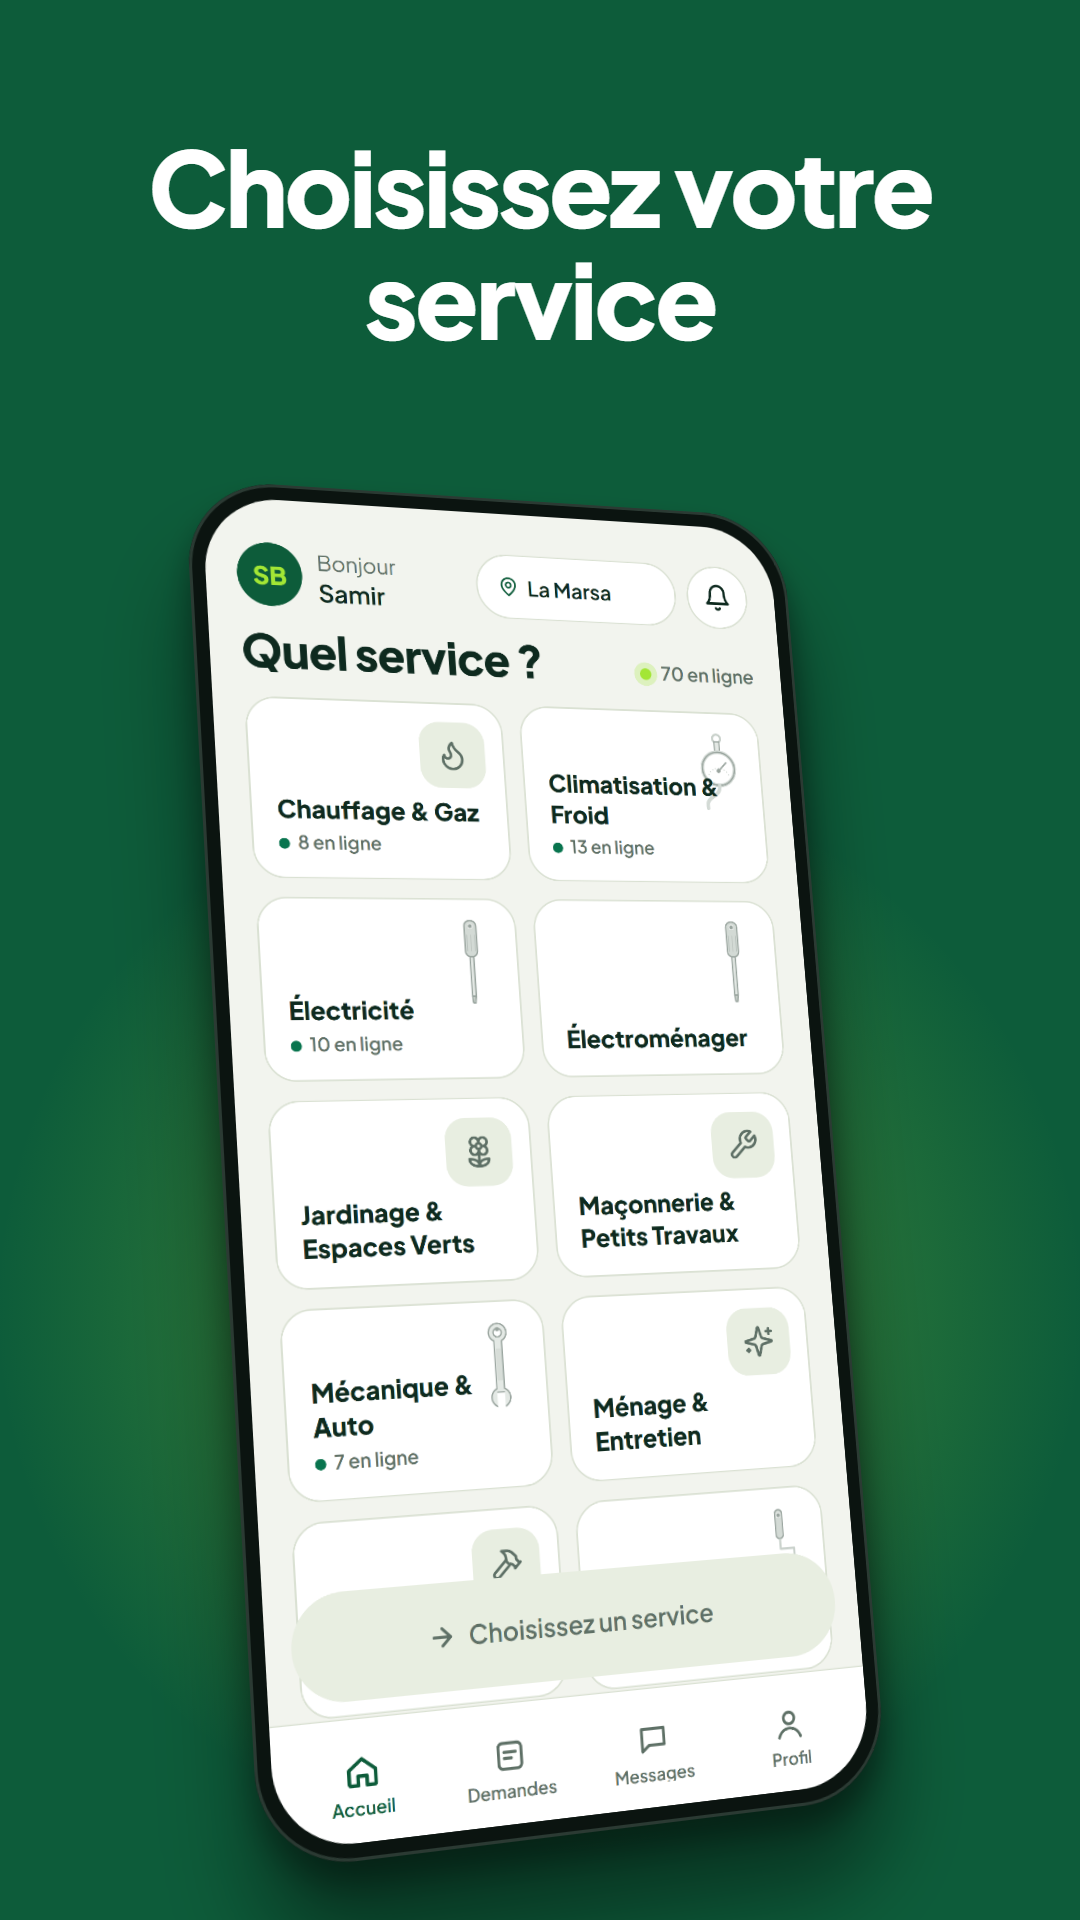 Choisissez votre
service
SB
Bonjour
Samir
La Marsa
Quel service ?
70 en ligne
Chauffage & Gaz
8 en ligne
Climatisation &
Froid
13 en ligne
Électricité
10 en ligne
Électroménager
Jardinage &
Espaces Verts
Maçonnerie &
Petits Travaux
Mécanique &
Auto
7 en ligne
Ménage &
Entretien
Choisissez un service
Accueil
Demandes
Messages
Profil